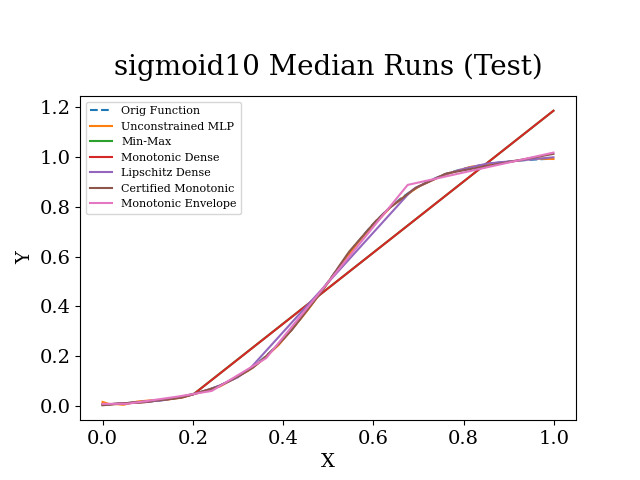 sigmoid10 Median Runs (Test)
Orig Function
Unconstrained MLP
Min-Max
Monotonic Dense
Lipschitz Dense
Certified Monotonic
Monotonic Envelope
1.2
1.0
0.8
0.6
0.4
0.2
0.0
Y
0.0 0.2 0.4 0.6 0.8 1.0
X